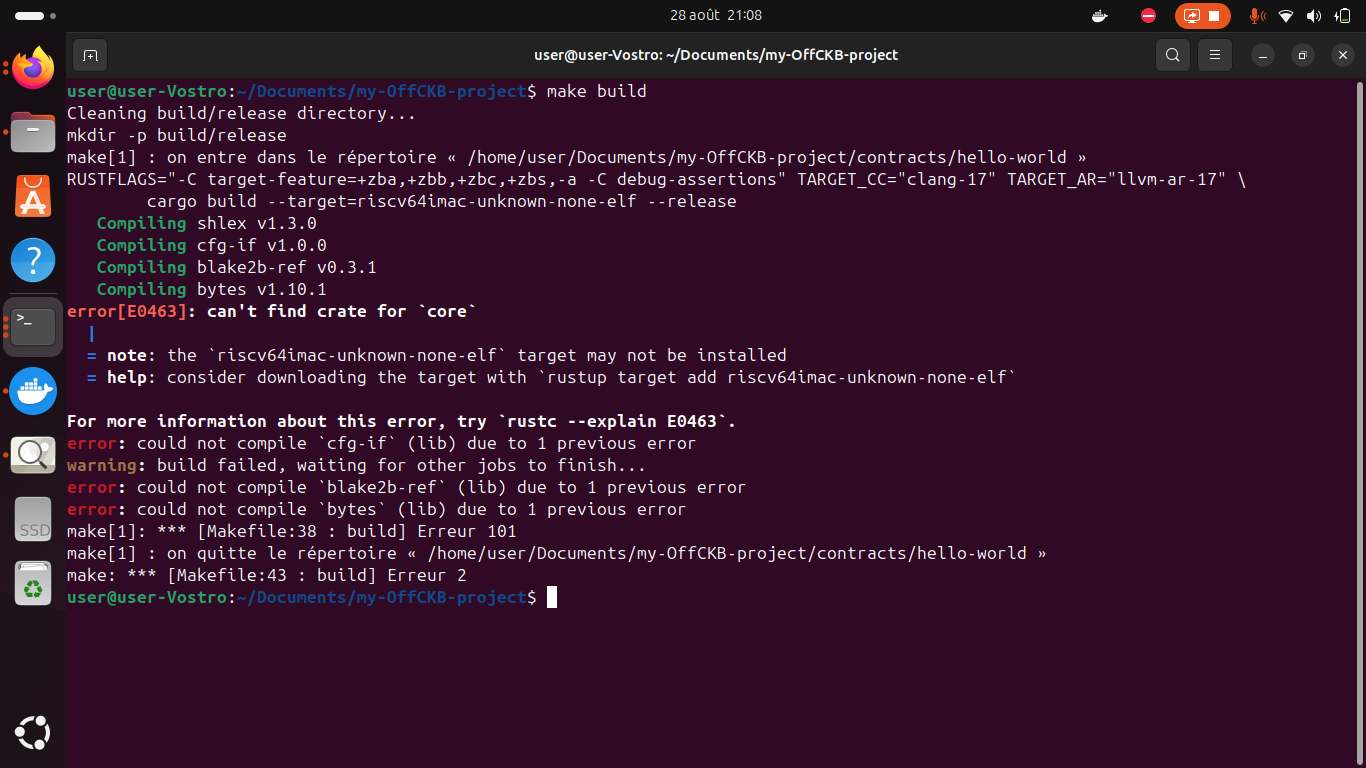 28 août 21:08
user@user-Vostro: ~/Documents/my-OffCKB-project
user@user-Vostro:~/Documents/my-OffCKB-project$ make build
Cleaning build/release directory...
mkdir -p build/release
make[1] : on entre dans le répertoire « /home/user/Documents/my-OffCKB-project/contracts/hello-world »
RUSTFLAGS="-C target-feature=+zba,+zbb,+zbc,+zbs,-a -C debug-assertions" TARGET_CC="clang-17" TARGET_AR="llvm-ar-17" \
        cargo build --target=riscv64imac-unknown-none-elf --release
   Compiling shlex v1.3.0
   Compiling cfg-if v1.0.0
   Compiling blake2b-ref v0.3.1
   Compiling bytes v1.10.1
error[E0463]: can't find crate for `core`
  |
  = note: the `riscv64imac-unknown-none-elf` target may not be installed
  = help: consider downloading the target with `rustup target add riscv64imac-unknown-none-elf`
For more information about this error, try `rustc --explain E0463`.
error: could not compile `cfg-if` (lib) due to 1 previous error
warning: build failed, waiting for other jobs to finish...
error: could not compile `blake2b-ref` (lib) due to 1 previous error
error: could not compile `bytes` (lib) due to 1 previous error
make[1]: *** [Makefile:38 : build] Erreur 101
make[1] : on quitte le répertoire « /home/user/Documents/my-OffCKB-project/contracts/hello-world »
make: *** [Makefile:43 : build] Erreur 2
user@user-Vostro:~/Documents/my-OffCKB-project$
SSD